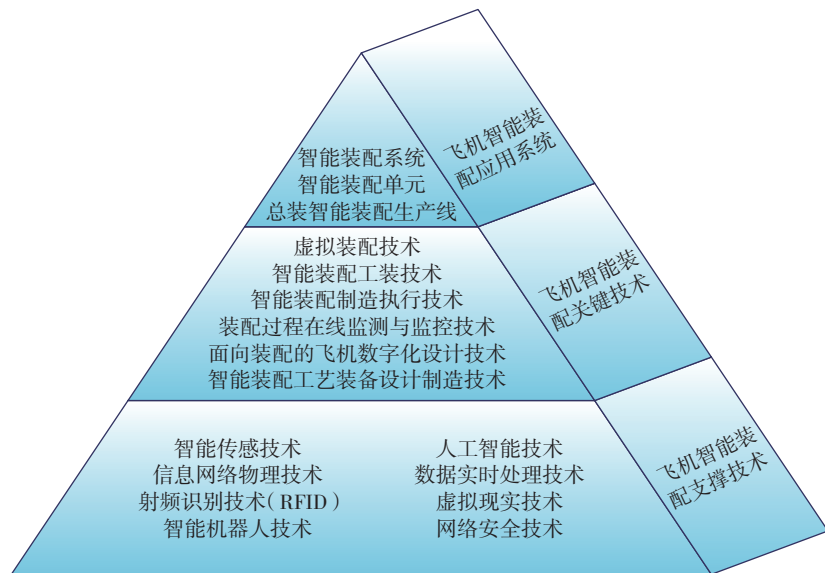 智能装配系统
智能装配单元
总装智能装配生产线
飞机智能装
配应用系统
虚拟装配技术
智能装配工装技术
智能装配制造执行技术
装配过程在线监测与监控技术
面向装配的飞机数字化设计技术
智能装配工艺装备设计制造技术
飞机智能装
配关键技术
智能传感技术
信息网络物理技术
射频识别技术(RFID)
智能机器人技术
人工智能技术
数据实时处理技术
虚拟现实技术
网络安全技术
飞机智能装
配支撑技术